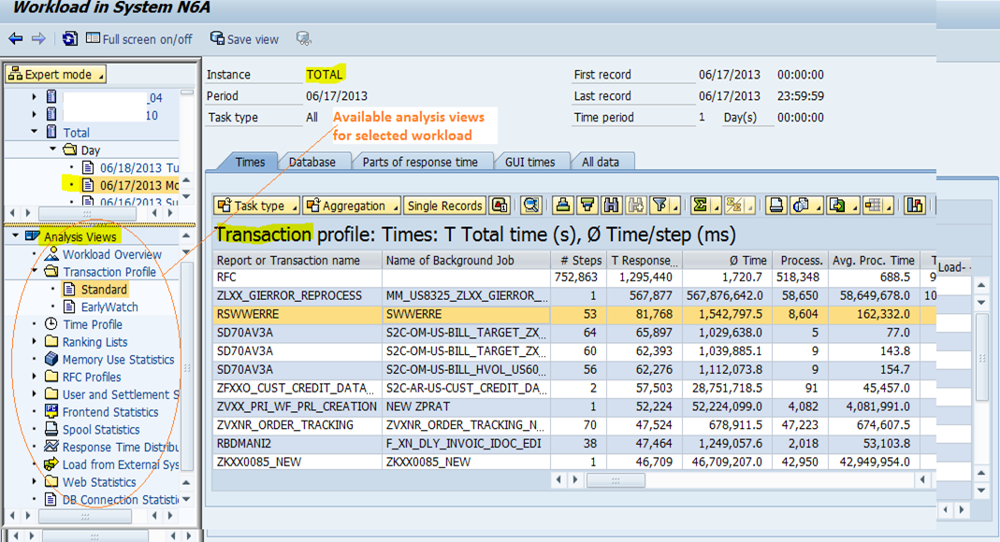 Workload in System N6A
Full screen on/off Save view
Expert mode
_04
10
Total
Day
06/18/2013 Tu
06/17/2013 Mo
06/16/2013 Su
Analysis Views
Workload Overview
Transaction Profile
Standard
EarlyWatch
Time Profile
Ranking Lists
Memory Use Statistics
RFC Profiles
User and Settlement S
Frontend Statistics
Spool Statistics
Response Time Distribu
Load from External Sys
Web Statistics
DB Connection Statistic
Instance TOTAL First record 06/17/2013 00:00:00
Period 06/17/2013 Last record 06/17/2013 23:59:59
Task type All Time period 1 Day(s) 00:00:00
Available analysis views
for selected workload
Times Database Parts of response time GUI times All data
Task type Aggregation Single Records
Transaction profile: Times: T Total time (s), Ø Time/step (ms)
Report or Transaction name Name of Background Job # Steps T Response... Ø Time Process. Avg. Proc. Time T Load-
RFC 752,863 1,295,440 1,720.7 518,348 688.5 9
ZLXX_GIERROR_REPROCESS MM_US8325_ZLXX_GIERROR_... 1 567,877 567,876,642.0 58,650 58,649,678.0 10
RSWWERRE SWWERRE 53 81,768 1,542,797.5 8,604 162,332.0
SD70AV3A S2C-OM-US-BILL_TARGET_ZX... 64 65,897 1,029,638.0 5 77.0
SD70AV3A S2C-OM-US-BILL_TARGET_ZX... 60 62,393 1,039,885.1 9 143.8
SD70AV3A S2C-OM-US-BILL_HVOL_US60... 56 62,276 1,112,073.8 9 154.7
ZFXXO_CUST_CREDIT_DATA_... S2C-AR-US-CUST_CREDIT_DA... 2 57,503 28,751,718.5 91 45,457.0
ZVXX_PRI_WF_PRL_CREATION NEW ZPRAT 1 52,224 52,224,099.0 4,082 4,081,991.0
ZVXNR_ORDER_TRACKING ZVXNR_ORDER_TRACKING_N... 70 47,524 678,911.5 47,223 674,607.5
RBDMANI2 F_XN_DLY_INVOIC_IDOC_EDI 38 47,464 1,249,057.6 2,018 53,103.8
ZKXX0085_NEW ZKXX0085_NEW 1 46,709 46,709,207.0 42,950 42,949,954.0